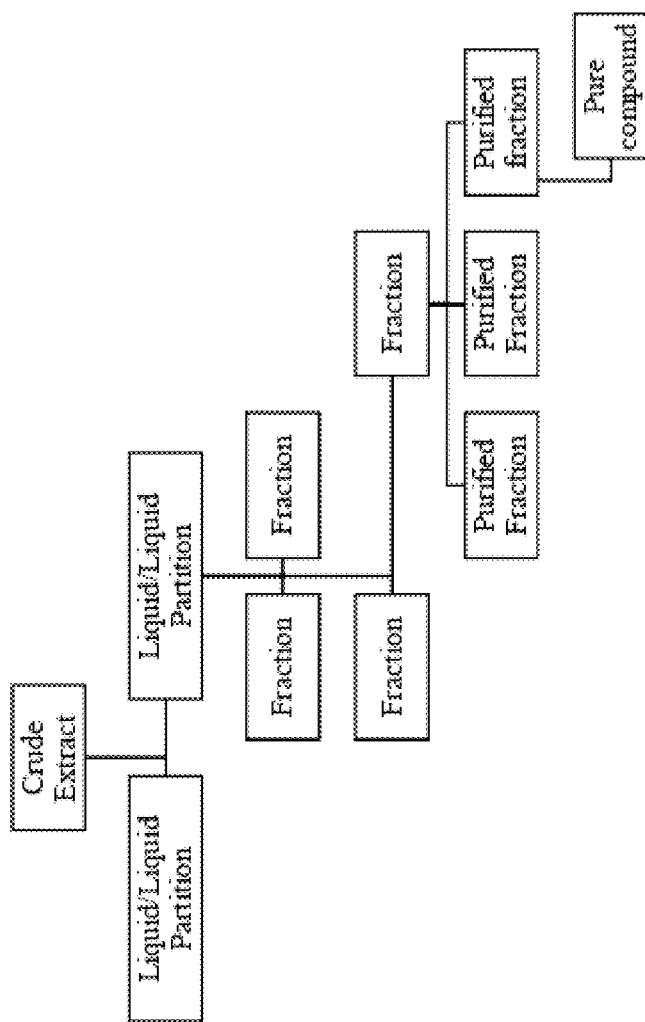 Crude
Extract
Liquid/Liquid
Partition
Liquid/Liquid
Partition
Fraction
Fraction
Fraction
Fraction
Purified
Fraction
Purified
Fraction
Purified
fraction
Pure
compound